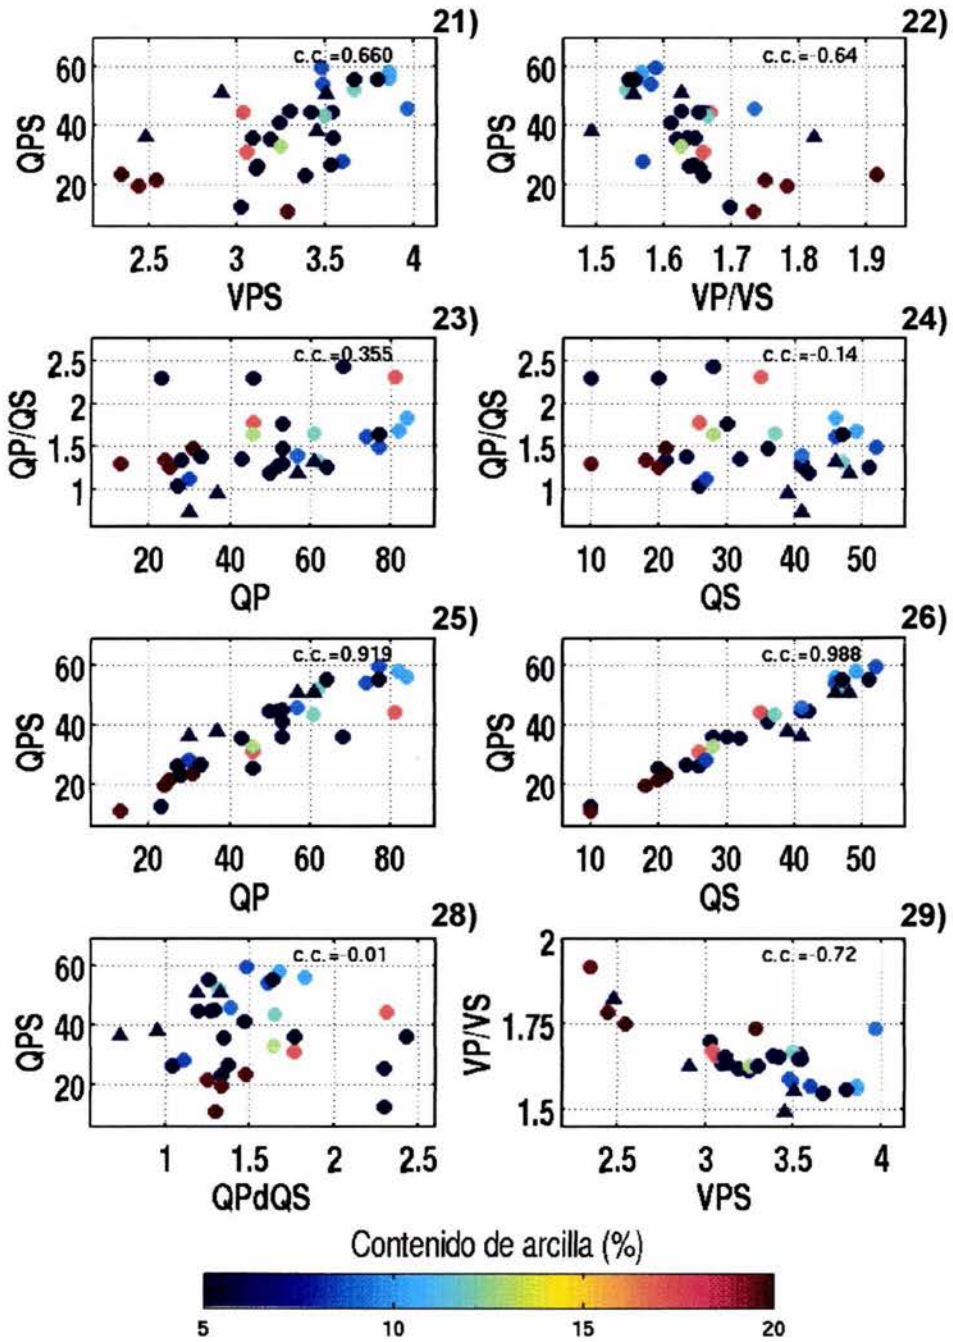 21)
c.c.=0.660
QPS
60
40
20
2.5 3 3.5 4
VPS
22)
c.c.=-0.64
QPS
60
40
20
1.5 1.6 1.7 1.8 1.9
VP/VS
23)
c.c.=0.355
QP/QS
2.5
2
1.5
1
20 40 60 80
QP
24)
c.c.=-0.14
QP/QS
2.5
2
1.5
1
10 20 30 40 50
QS
25)
c.c.=0.919
QPS
60
40
20
20 40 60 80
QP
26)
c.c.=0.988
QPS
60
40
20
10 20 30 40 50
QS
28)
c.c.=-0.01
QPS
60
40
20
1 1.5 2 2.5
QPdQS
29)
c.c.=-0.72
VP/VS
2
1.75
1.5
2.5 3 3.5 4
VPS
Contenido de arcilla (%)
5 10 15 20